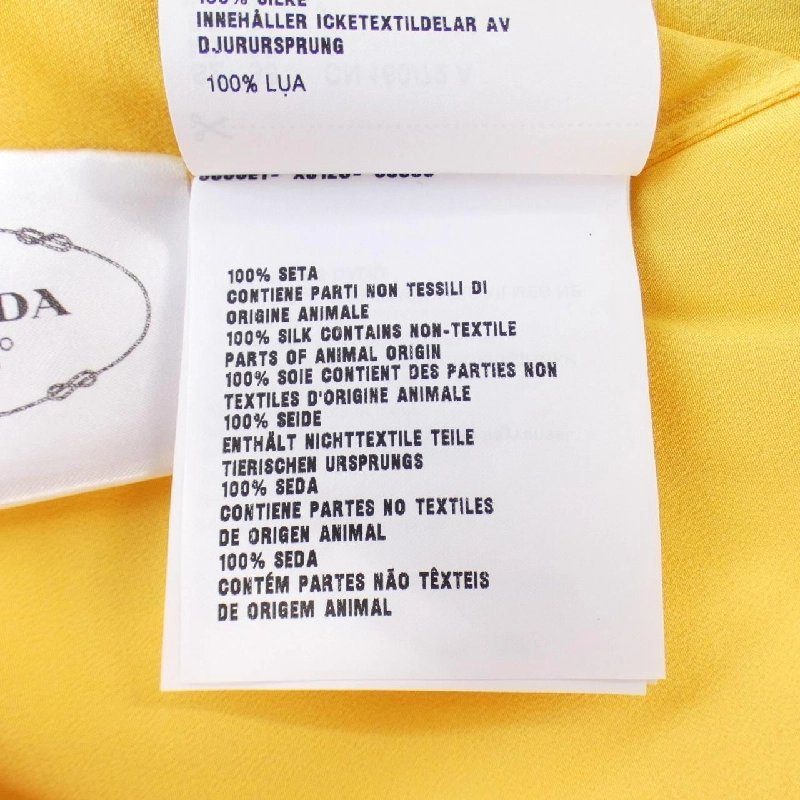 100% SILKE
INNEHÅLLER ICKETEXTILDELAR AV
DJURURSPRUNG
100% LỤA
DA
100% SETA
CONTIENE PARTI NON TESSILI DI
ORIGINE ANIMALE
100% SILK CONTAINS NON-TEXTILE
PARTS OF ANIMAL ORIGIN
100% SOIE CONTIENT DES PARTIES NON
TEXTILES D'ORIGINE ANIMALE
100% SEIDE
ENTHÄLT NICHTTEXTILE TEILE
TIERISCHEN URSPRUNGS
100% SEDA
CONTIENE PARTES NO TEXTILES
DE ORIGEN ANIMAL
100% SEDA
CONTÉM PARTES NÃO TÊXTEIS
DE ORIGEM ANIMAL